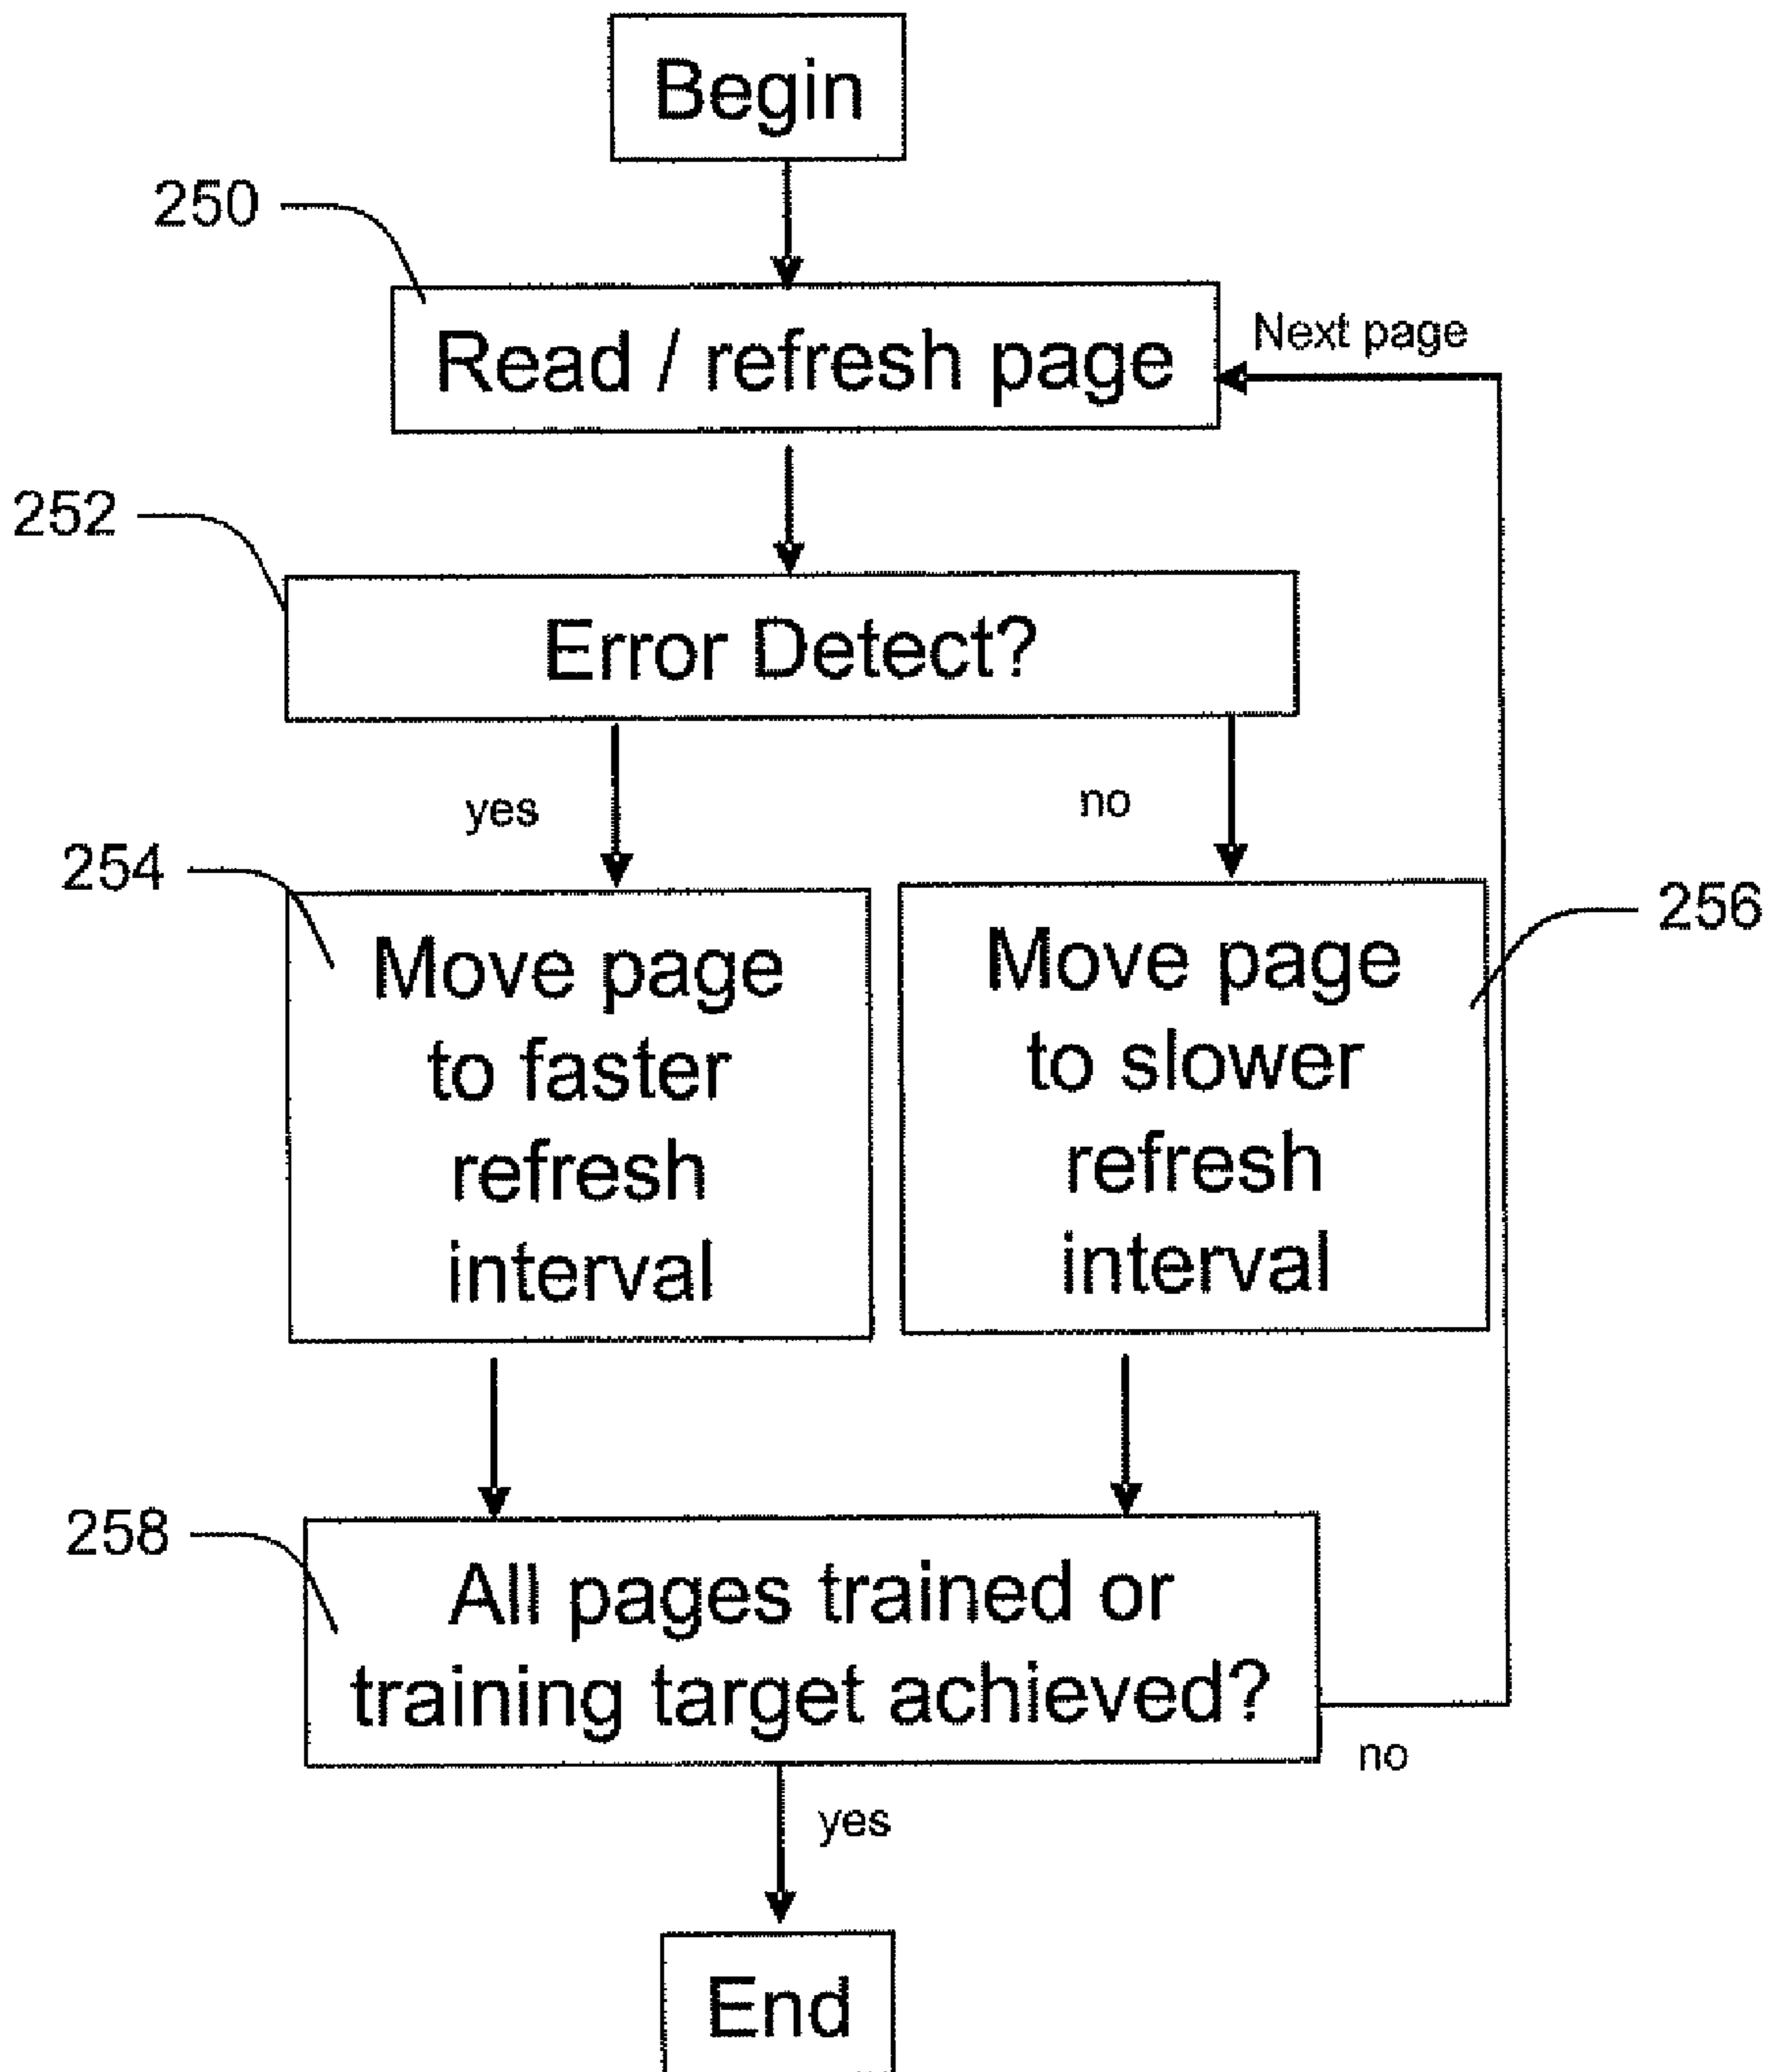 Begin
250
Read / refresh page
Next page
252
Error Detect?
yes
no
254
Move page
to faster
refresh
interval
Move page
to slower
refresh
interval
256
258
All pages trained or
training target achieved?
no
yes
End